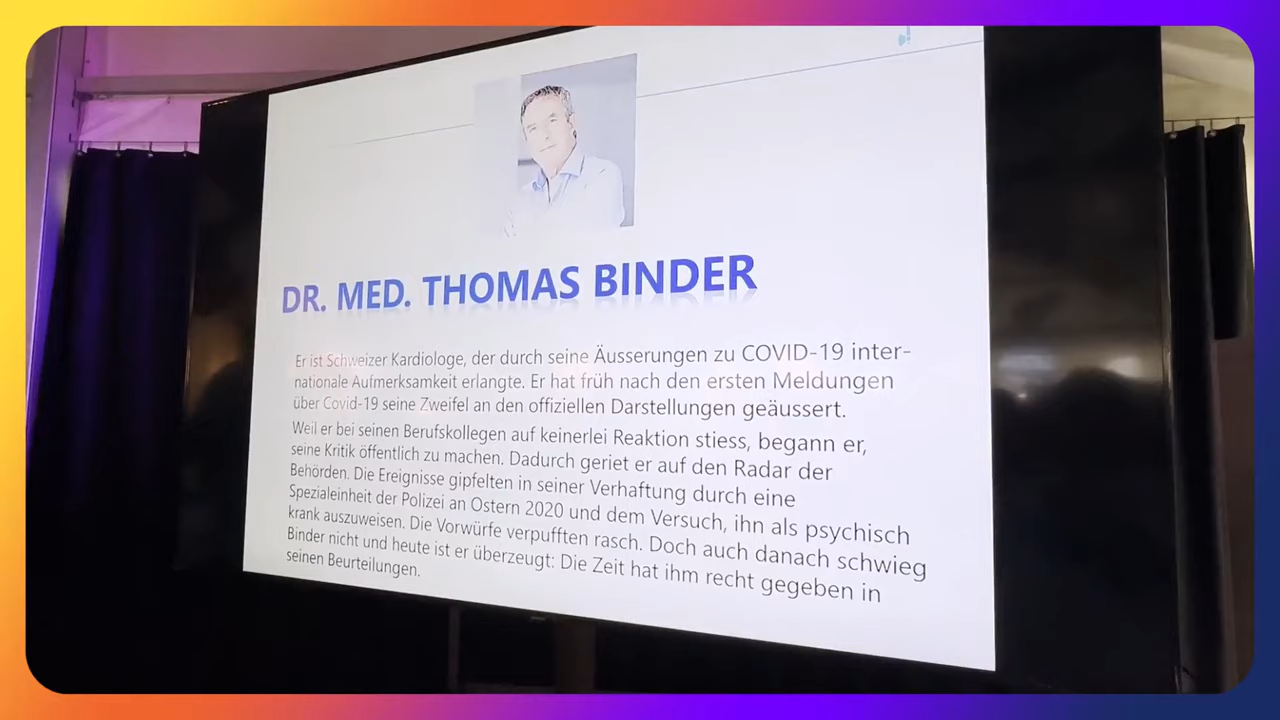 DR. MED. THOMAS BINDER
Er ist Schweizer Kardiologe, der durch seine Äusserungen zu COVID-19 inter-
nationale Aufmerksamkeit erlangte. Er hat früh nach den ersten Meldungen
über Covid-19 seine Zweifel an den offiziellen Darstellungen geäussert.
Weil er bei seinen Berufskollegen auf keinerlei Reaktion stiess, begann er,
seine Kritik öffentlich zu machen. Dadurch geriet er auf den Radar der
Behörden. Die Ereignisse gipfelten in seiner Verhaftung durch eine
Spezialeinheit der Polizei an Ostern 2020 und dem Versuch, ihn als psychisch
krank auszuweisen. Die Vorwürfe verpufften rasch. Doch auch danach schwieg
Binder nicht und heute ist er überzeugt: Die Zeit hat ihm recht gegeben in
seinen Beurteilungen.